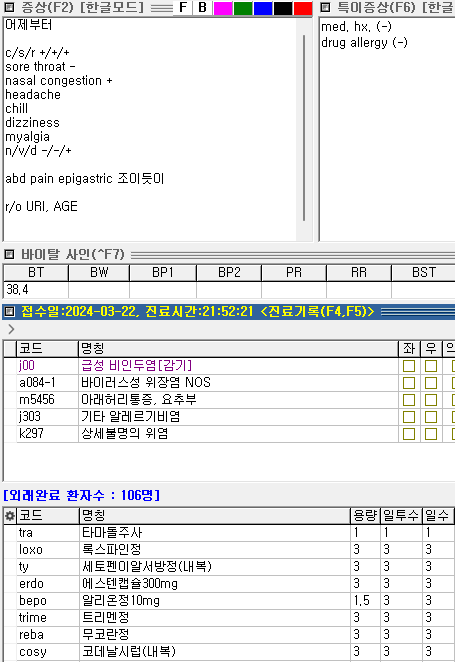 증상(F2) [한글모드] F B
어제부터
c/s/r +/+/+
sore throat -
nasal congestion +
headache
chill
dizziness
myalgia
n/v/d -/-/+
abd pain epigastric 조이듯이
r/o URI, AGE
특이증상(F6) [한글
med. hx. (-)
drug allergy (-)
바이탈 사인(^F7)
BT BW BP1 BP2 PR RR BST
38.4
접수일:2024-03-22, 진료시간:21:52:21 <진료기록(F4,F5)>
코드 명칭 좌 우 의
j00 급성 비인두염[감기]
a084-1 바이러스성 위장염 NOS
m5456 아래허리통증, 요추부
j303 기타 알레르기비염
k297 상세불명의 위염
[외래완료 환자수 : 106명]
코드 명칭 용량 일투수 일수
tra 타마돌주사 1 1 1
loxo 록스파인정 3 3 3
ty 세토펜이알서방정(내복) 3 3 3
erdo 에스텐캡슐300mg 3 3 3
bepo 알리온정10mg 1.5 3 3
trime 트리멘정 3 3 3
reba 무코란정 3 3 3
cosy 코데날시럽(내복) 3 3 3